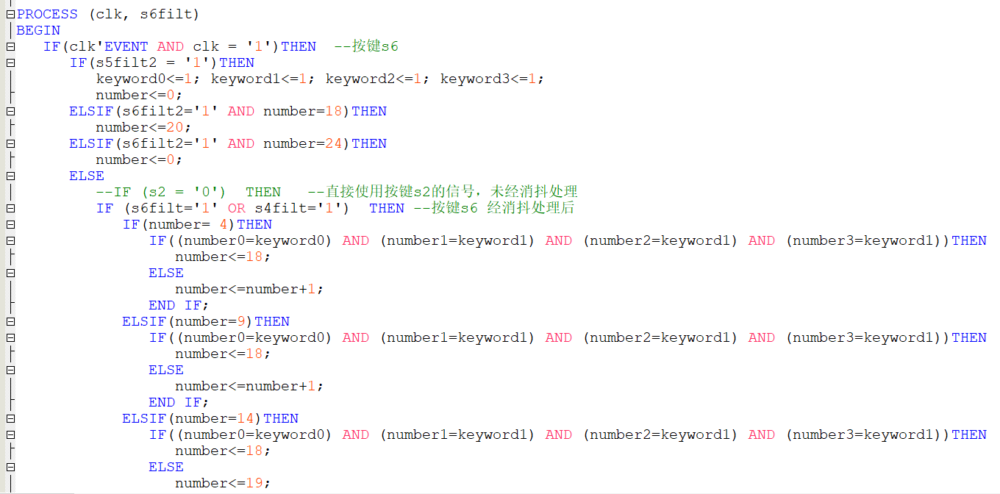 PROCESS (clk, s6filt)
BEGIN
IF(clk'EVENT AND clk = '1')THEN --按键s6
IF(s5filt2 = '1')THEN
keyword0<=1; keyword1<=1; keyword2<=1; keyword3<=1;
number<=0;
ELSIF(s6filt2='1' AND number=18)THEN
number<=20;
ELSIF(s6filt2='1' AND number=24)THEN
number<=0;
ELSE
--IF (s2 = '0') THEN --直接使用按键s2的信号，未经消抖处理
IF (s6filt='1' OR s4filt='1') THEN --按键s6 经消抖处理后
IF(number= 4)THEN
IF((number0=keyword0) AND (number1=keyword1) AND (number2=keyword1) AND (number3=keyword1))THEN
number<=18;
ELSE
number<=number+1;
END IF;
ELSIF(number=9)THEN
IF((number0=keyword0) AND (number1=keyword1) AND (number2=keyword1) AND (number3=keyword1))THEN
number<=18;
ELSE
number<=number+1;
END IF;
ELSIF(number=14)THEN
IF((number0=keyword0) AND (number1=keyword1) AND (number2=keyword1) AND (number3=keyword1))THEN
number<=18;
ELSE
number<=19;